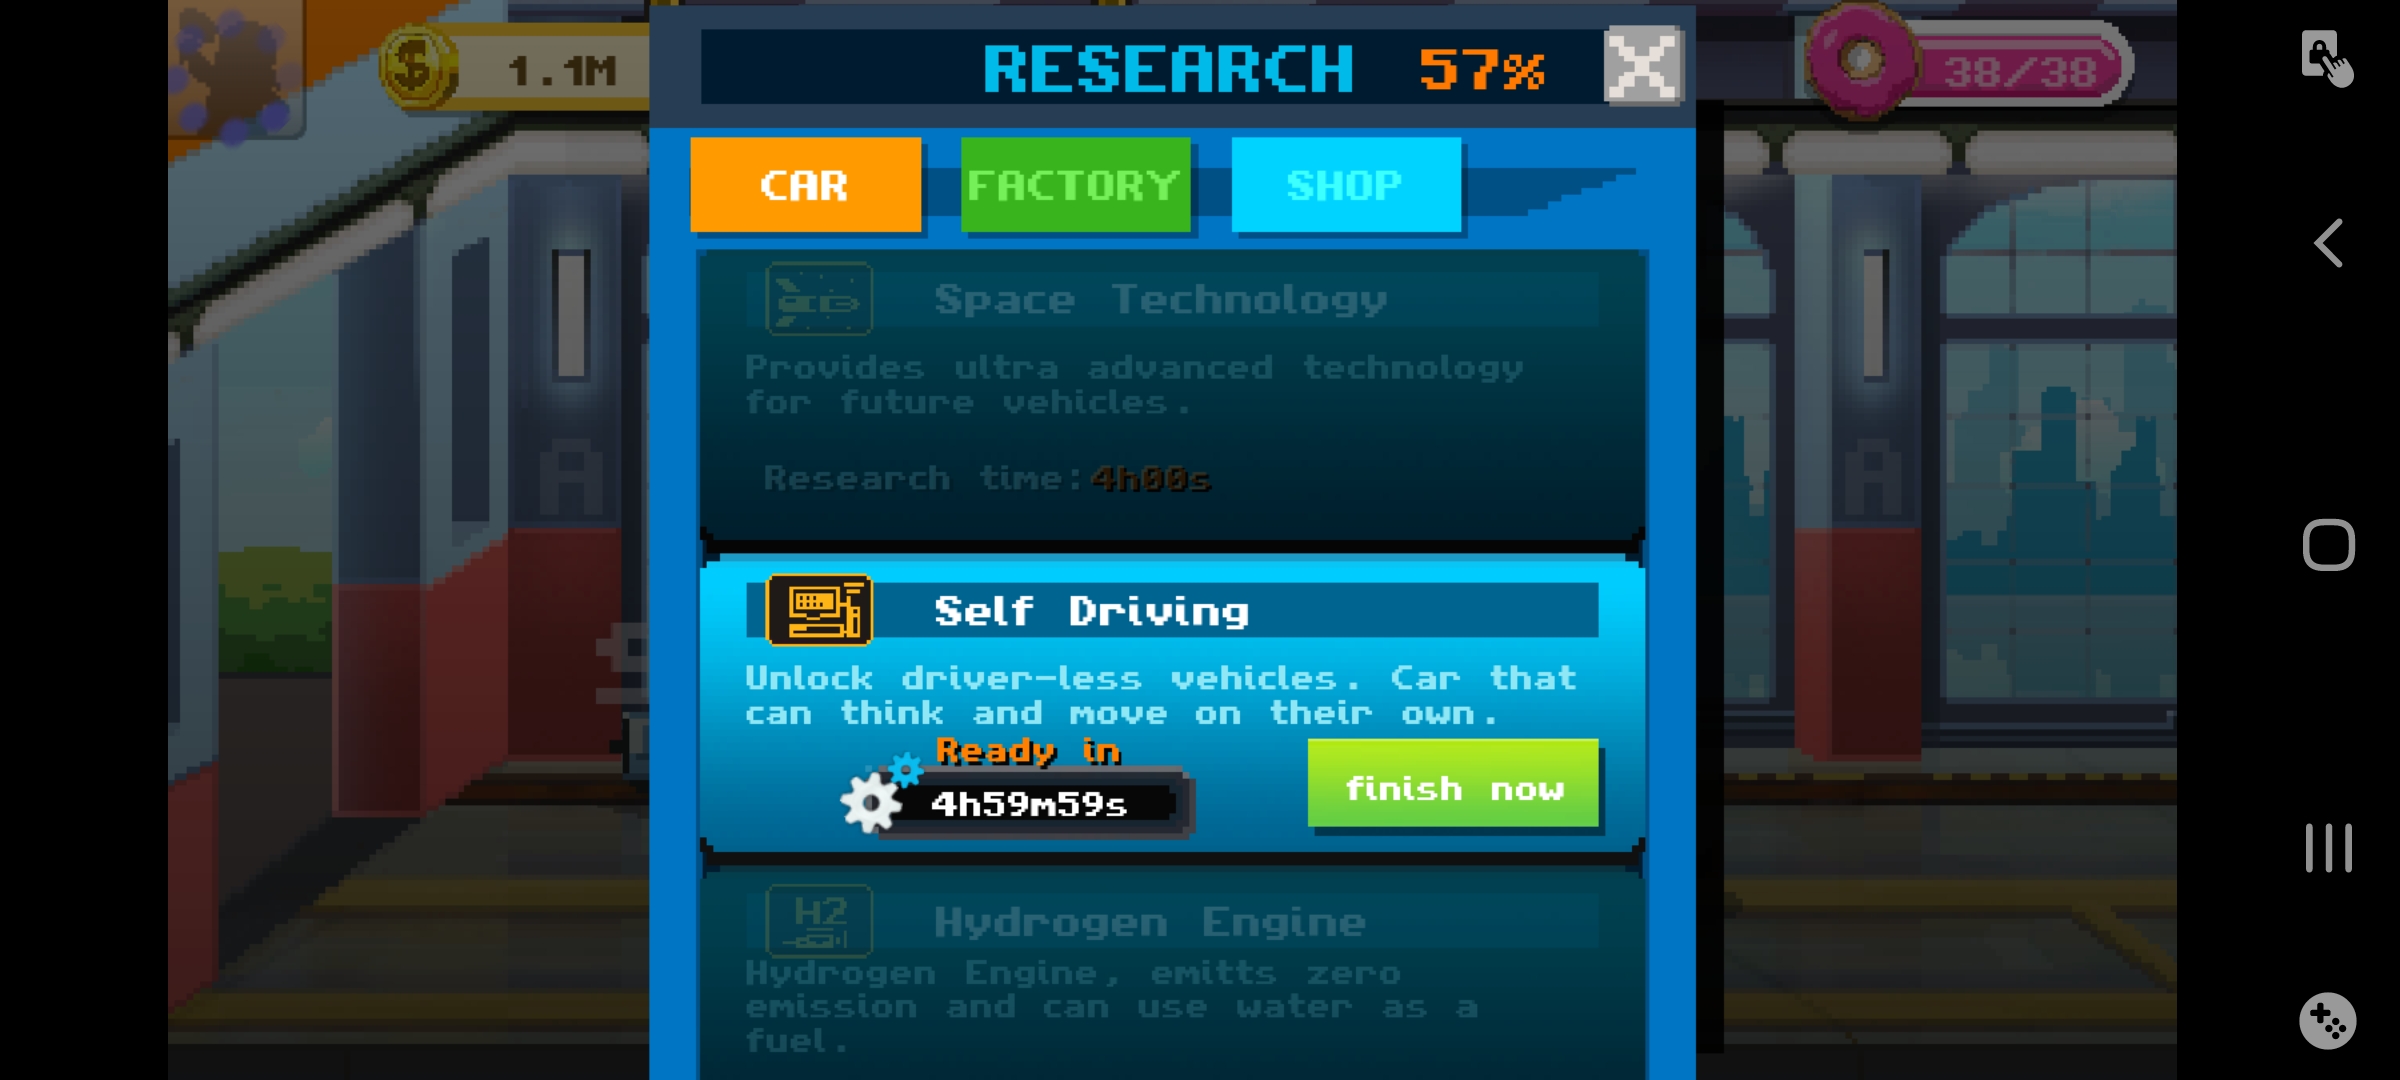 1.1M
RESEARCH 57%
38/38
CAR
FACTORY
SHOP
Space Technology
Provides ultra advanced technology
for future vehicles.
Research time:4h00s
A
A
Self Driving
Unlock driver-less vehicles. Car that
can think and move on their own.
Ready in
4h59m59s
finish now
H2
Hydrogen Engine
Hydrogen Engine, emitts zero
emission and can use water as a
fuel.